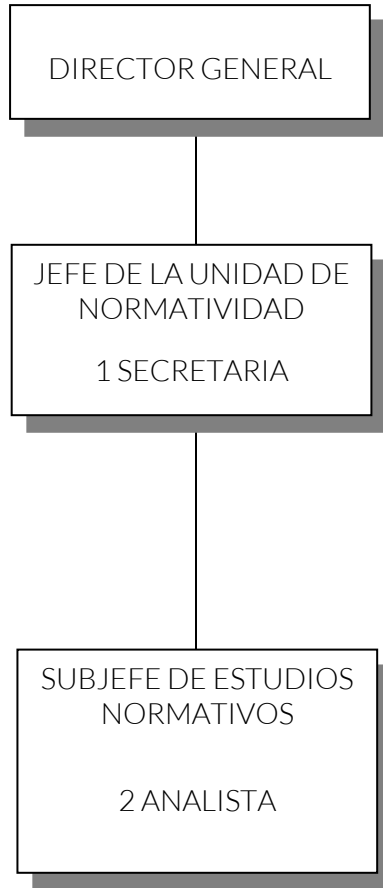 DIRECTOR GENERAL
JEFE DE LA UNIDAD DE
NORMATIVIDAD
1 SECRETARIA
SUBJEFE DE ESTUDIOS
NORMATIVOS
2 ANALISTA